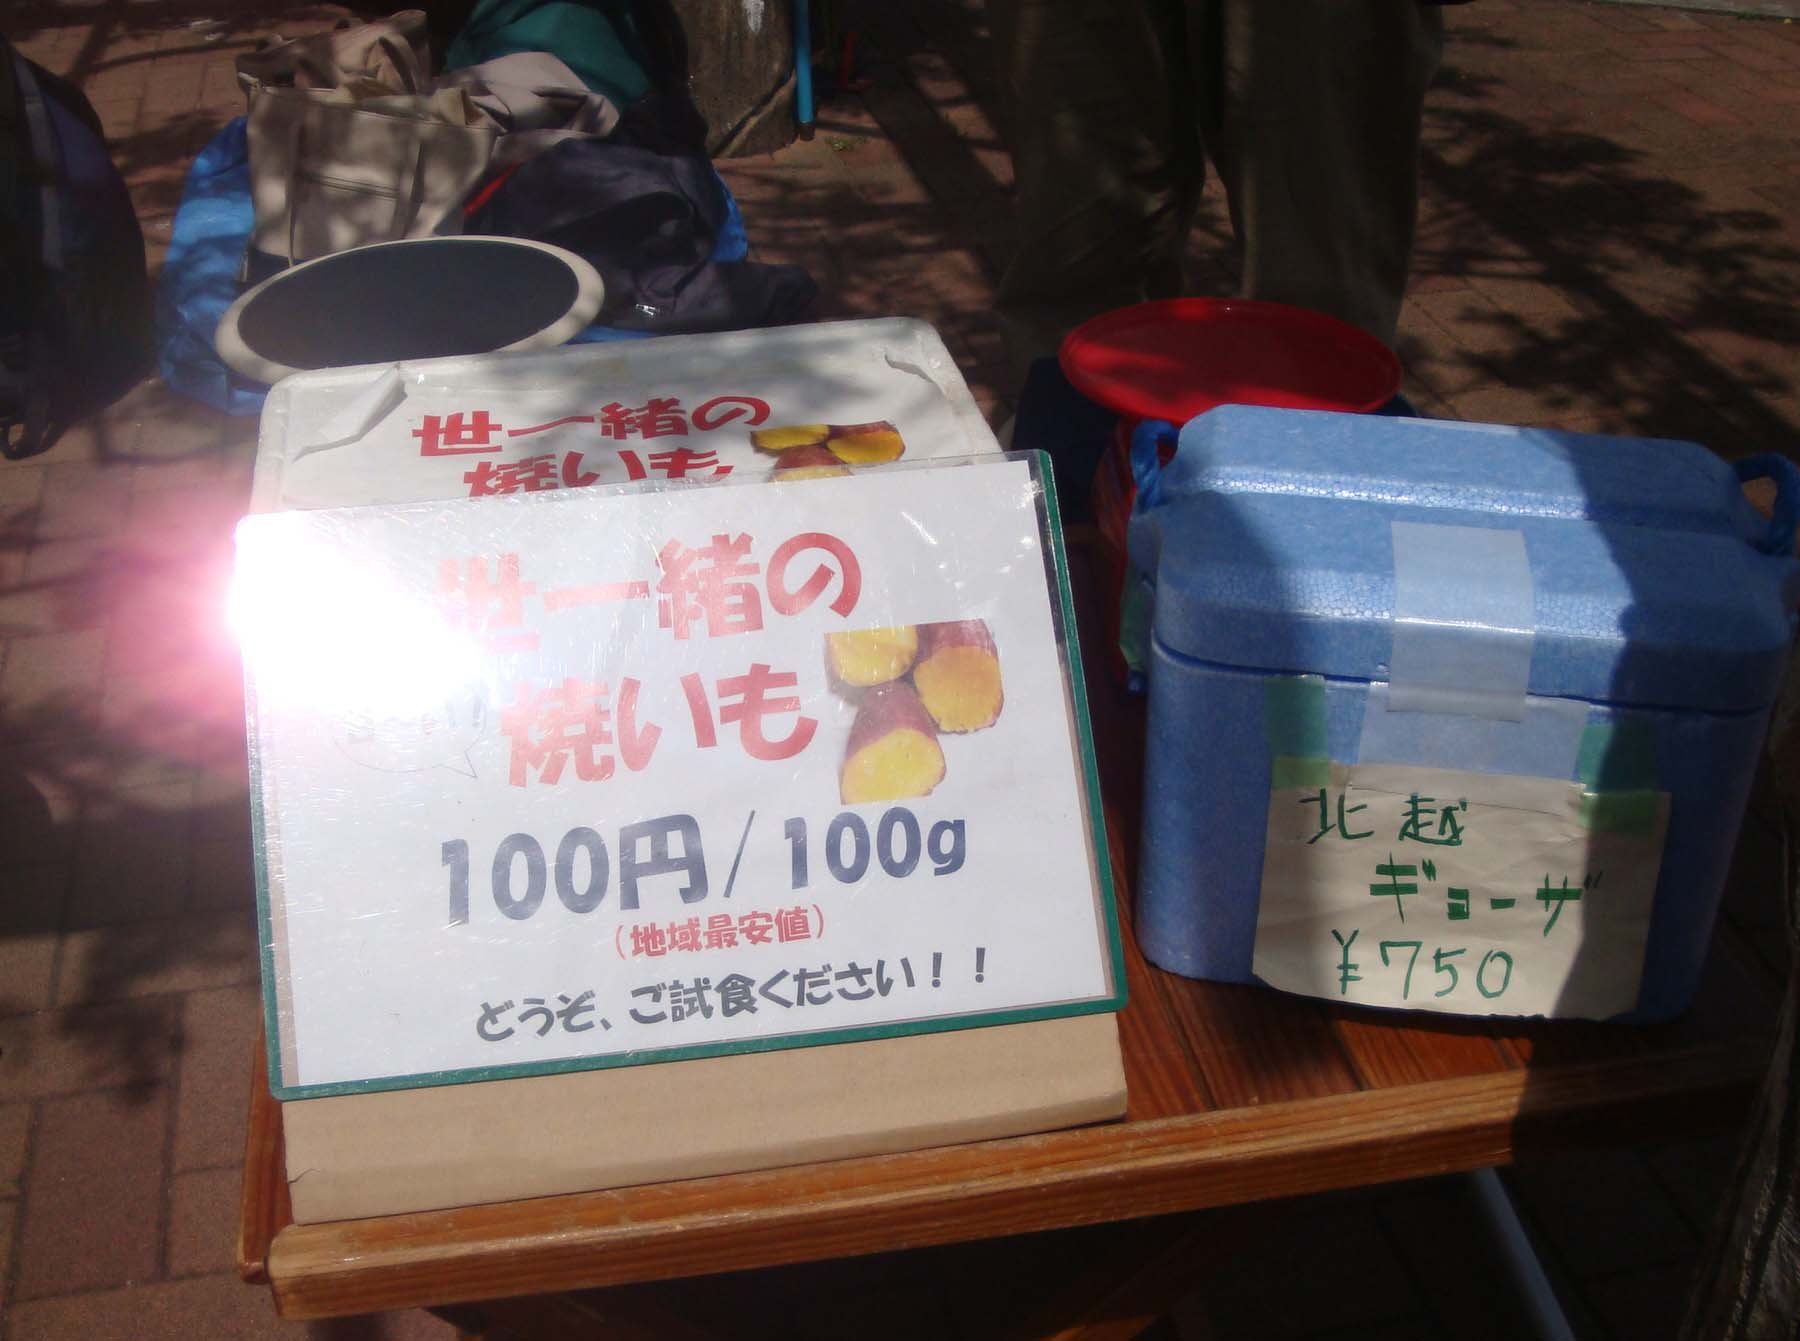 世一緒の
焼いも
世一緒の
焼いも
100円/100g
(地域最安値)
どうぞ、ご試食ください！！
北越
ギョーザ
¥750